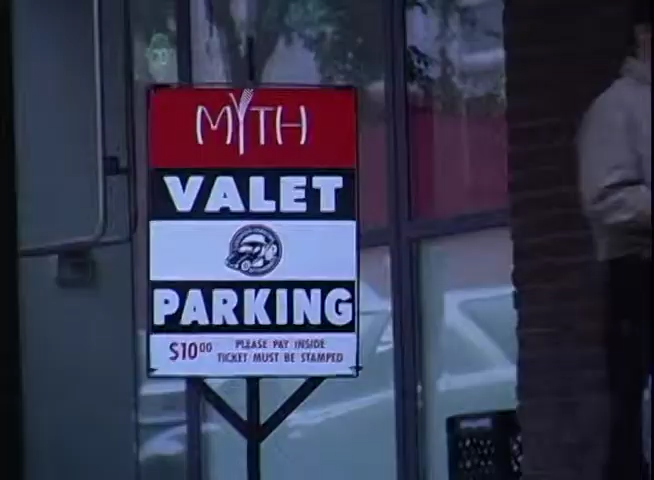 MYTH
VALET
PARKING
$10⁰⁰ PLEASE PAY INSIDE
TICKET MUST BE STAMPED